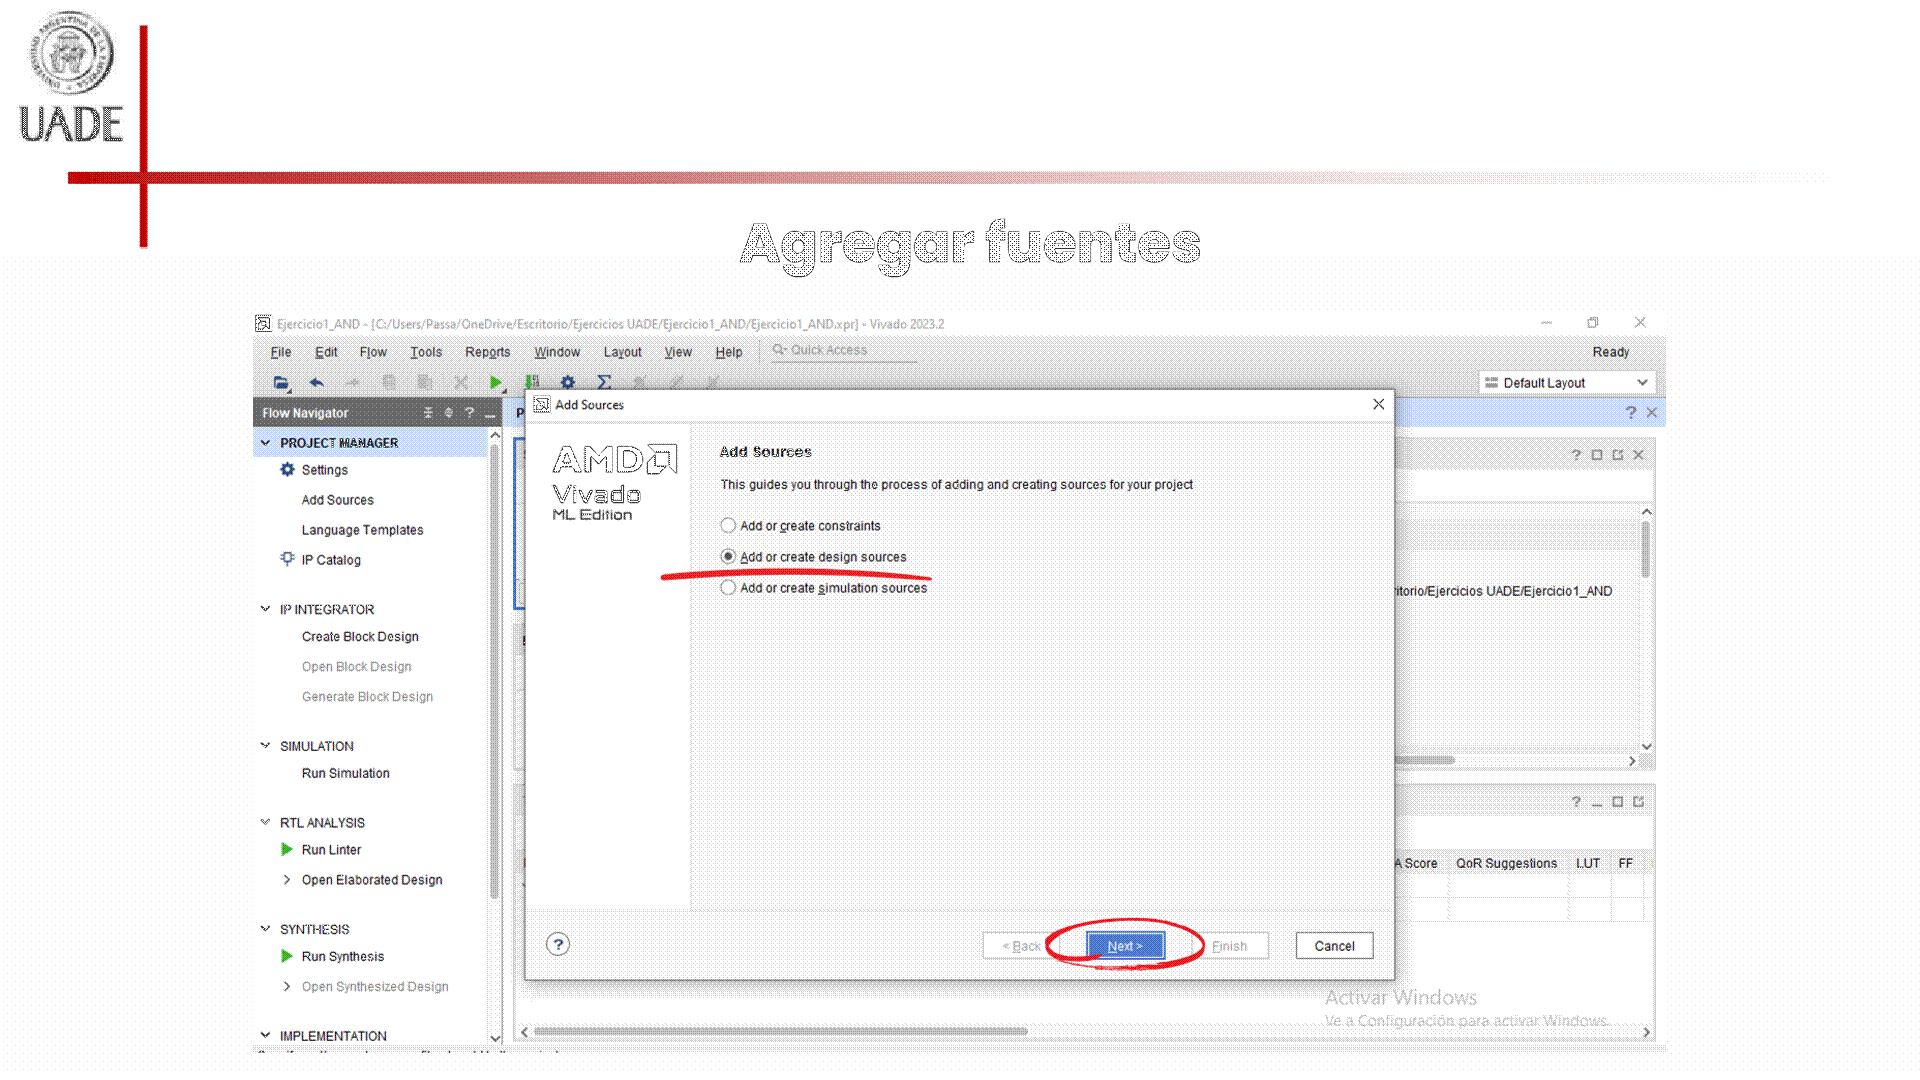 UNIVERSIDAD ARGENTINA DE LA EMPRESA
UADE
Agregar fuentes
Ejercicio1_AND - [C:/Users/Passa/OneDrive/Escritorio/Ejercicios UADE/Ejercicio1_AND/Ejercicio1_AND.xpr] - Vivado 2023.2
File Edit Flow Tools Reports Window Layout View Help Quick Access Ready
Default Layout
Flow Navigator
PROJECT MANAGER
Settings
Add Sources
Language Templates
IP Catalog
IP INTEGRATOR
Create Block Design
Open Block Design
Generate Block Design
SIMULATION
Run Simulation
RTL ANALYSIS
Run Linter
Open Elaborated Design
SYNTHESIS
Run Synthesis
Open Synthesized Design
IMPLEMENTATION
Add Sources
AMD
Vivado
ML Edition
Add Sources
This guides you through the process of adding and creating sources for your project
Add or create constraints
Add or create design sources
Add or create simulation sources
? < Back Next > Finish Cancel
ritorio/Ejercicios UADE/Ejercicio1_AND
A Score QoR Suggestions LUT FF
Activar Windows
Ve a Configuración para activar Windows.